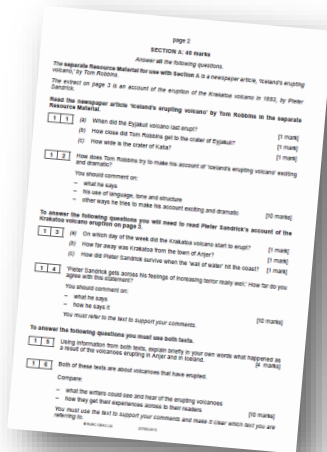 page 2
SECTION A: 40 marks
Answer all the following questions.
The separate Resource Material for use with Section A is a newspaper article, 'Iceland's erupting
volcano,' by Tom Robbins.
The extract on page 3 is an account of the eruption of the Krakatoa volcano in 1883, by Pieter
Sandrick.
Read the newspaper article 'Iceland's erupting volcano' by Tom Robbins in the separate
Resource Material.
1 1 (a) When did the Eyjakull volcano last erupt? [1 mark]
(b) How close did Tom Robbins get to the crater of Eyjakull? [1 mark]
(c) How wide is the crater of Katla? [1 mark]
1 2 How does Tom Robbins try to make his account of 'Iceland's erupting volcano' exciting
and dramatic?
You should comment on:
– what he says
– his use of language, tone and structure
– other ways he tries to make his account exciting and dramatic [10 marks]
To answer the following questions you will need to read Pieter Sandrick's account of the
Krakatoa volcano eruption on page 3.
1 3 (a) On which day of the week did the Krakatoa volcano start to erupt? [1 mark]
(b) How far away was Krakatoa from the town of Anjer? [1 mark]
(c) How did Pieter Sandrick survive when the 'wall of water' hit the coast? [1 mark]
1 4 'Pieter Sandrick gets across his feelings of increasing terror really well.' How far do you
agree with this statement?
You should comment on:
– what he says
– how he says it
You must refer to the text to support your comments. [10 marks]
To answer the following questions you must use both texts.
1 5 Using information from both texts, explain briefly in your own words what happened as
a result of the volcanoes erupting in Anjer and in Iceland. [4 marks]
1 6 Both of these texts are about volcanoes that have erupted.
Compare:
– what the writers could see and hear of the erupting volcanoes
– how they get their experiences across to their readers [10 marks]
You must use the text to support your comments and make it clear which text you are
referring to.